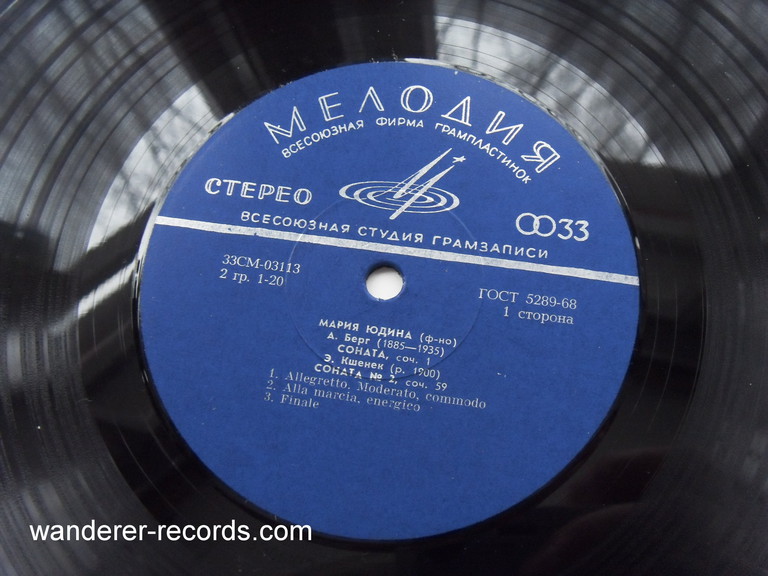 МЕЛОДИЯ
ВСЕСОЮЗНАЯ ФИРМА ГРАМПЛАСТИНОК
СТЕРЕО
33
ВСЕСОЮЗНАЯ СТУДИЯ ГРАМЗАПИСИ
33СМ-03113
2 гр. 1-20
ГОСТ 5289-68
1 сторона
МАРИЯ ЮДИНА (ф-но)
А. Берг (1885—1935)
СОНАТА, соч. 1
Э. Кшенек (р. 1900)
СОНАТА № 2, соч. 59
1. Allegretto, Moderato, commodo
2. Alla marcia, energico
3. Finale
wanderer-records.com